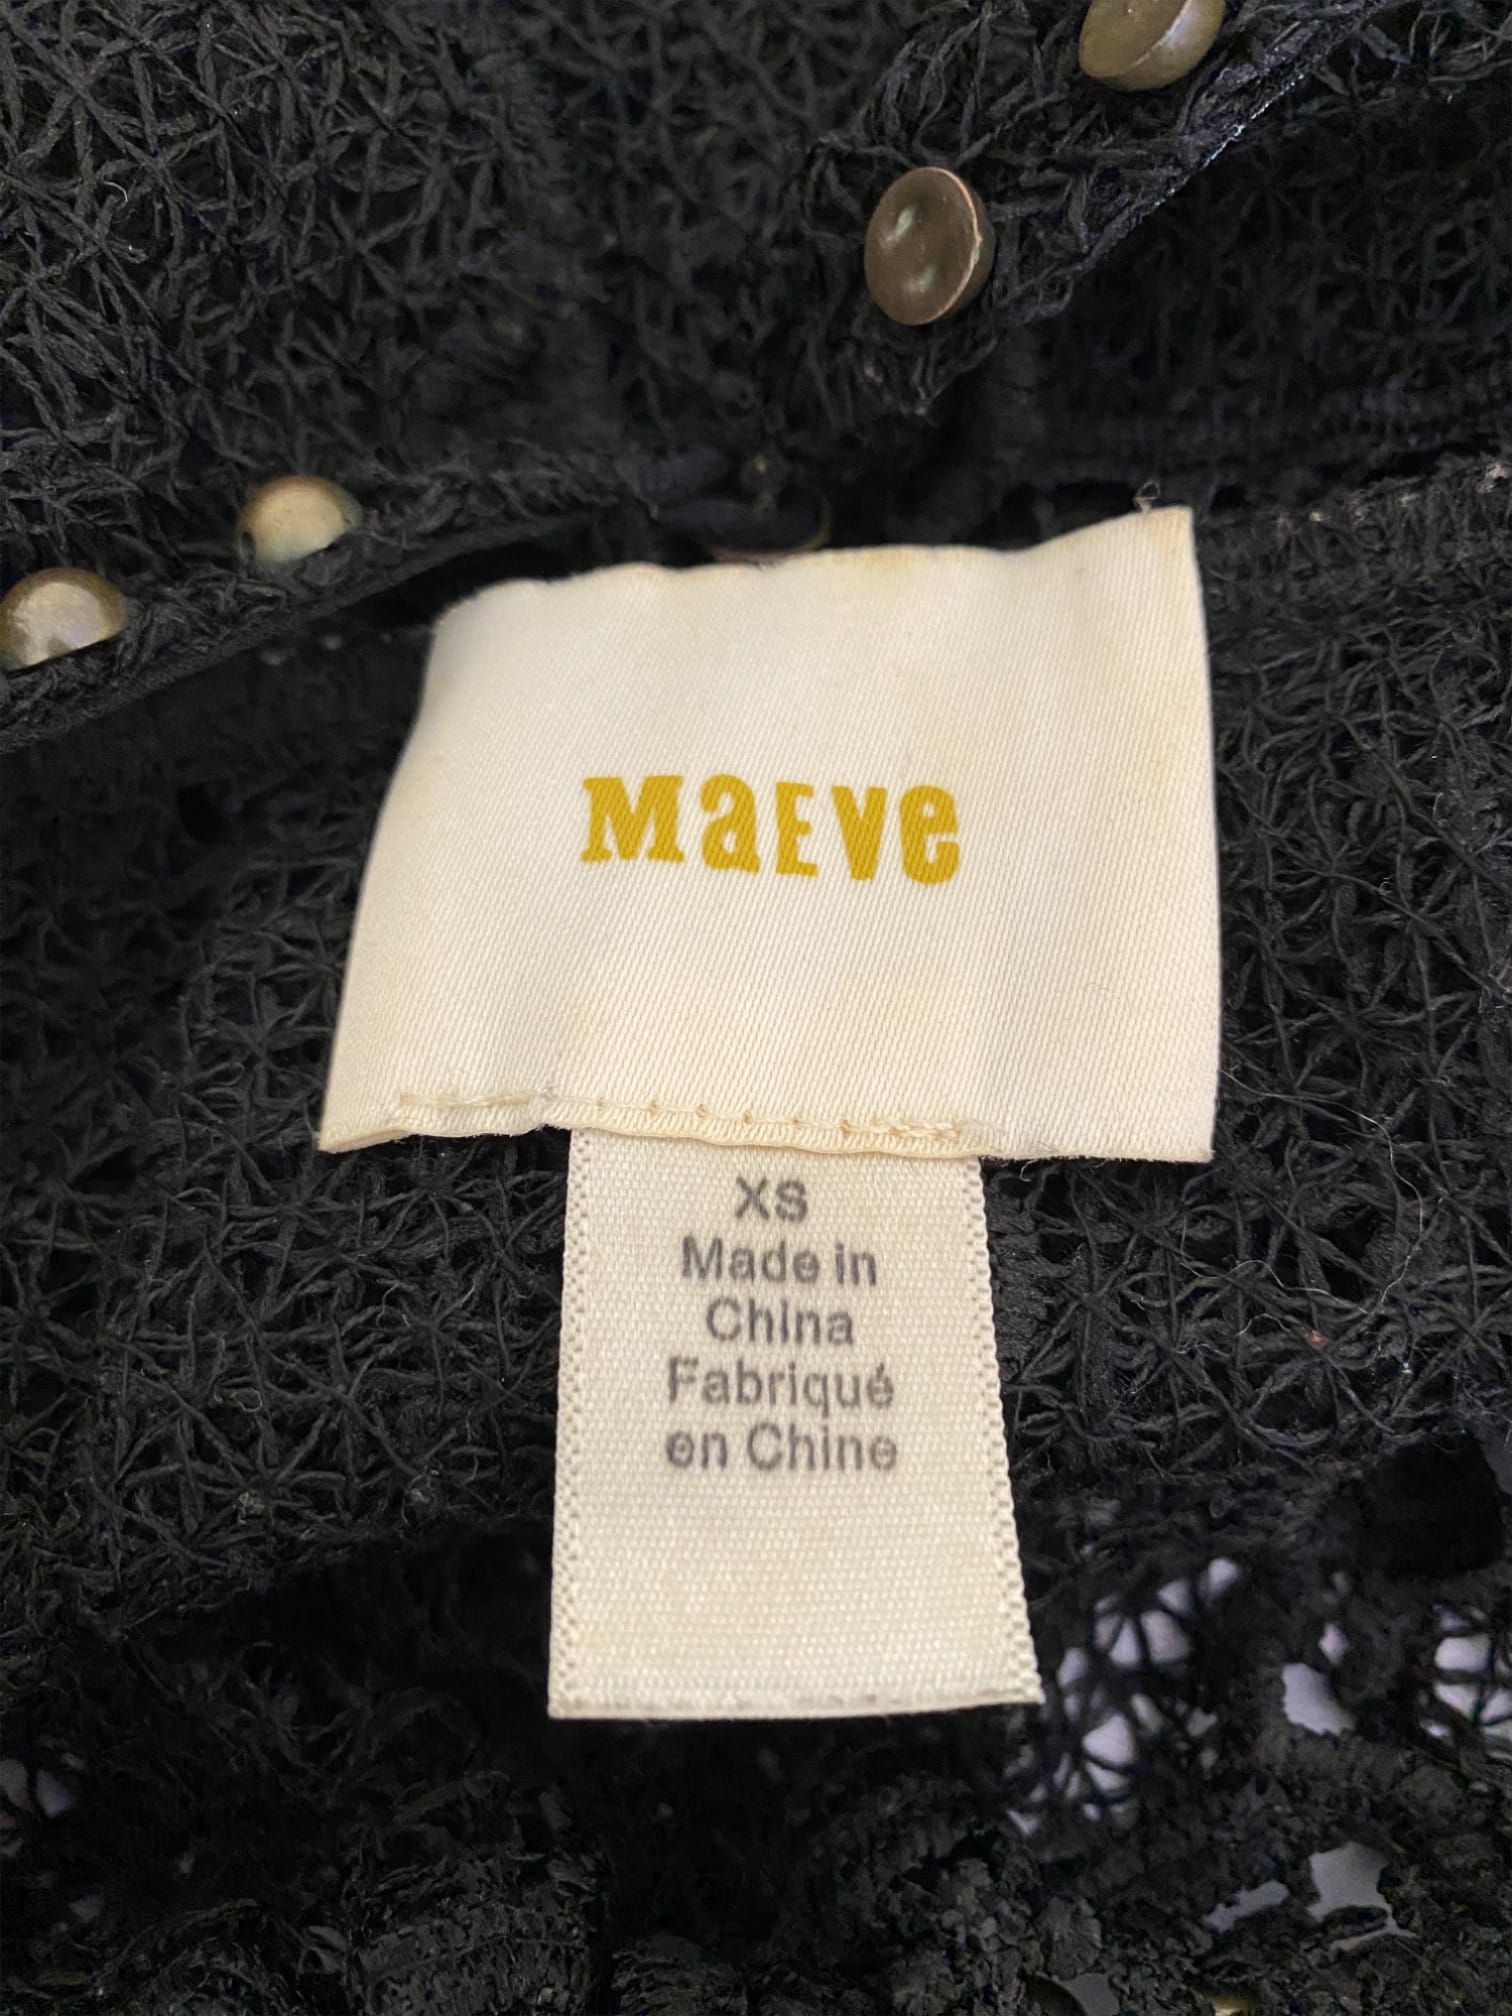 MaEve
XS
Made in
China
Fabriqué
en Chine